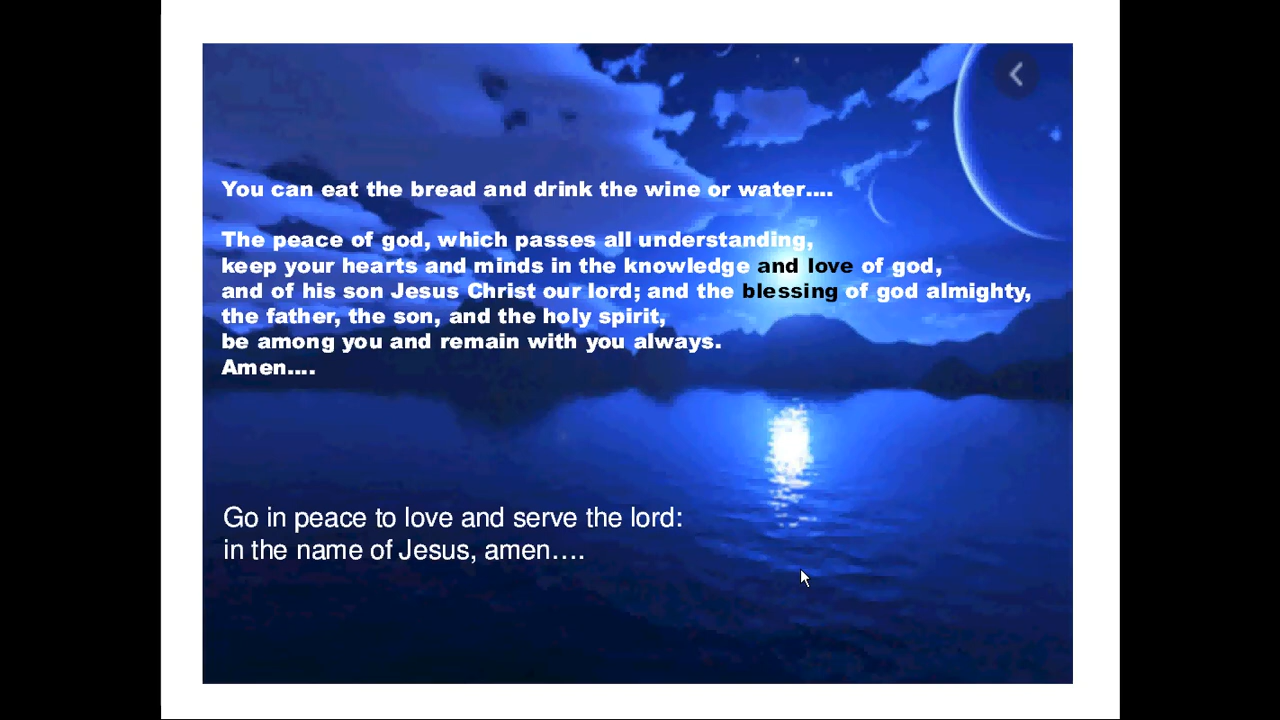 You can eat the bread and drink the wine or water....
The peace of god, which passes all understanding,
keep your hearts and minds in the knowledge and love of god,
and of his son Jesus Christ our lord; and the blessing of god almighty,
the father, the son, and the holy spirit,
be among you and remain with you always.
Amen....
Go in peace to love and serve the lord:
in the name of Jesus, amen....